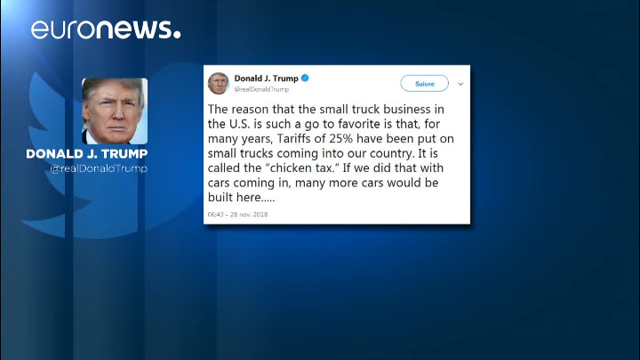 euronews.
Donald J. Trump
@realDonaldTrump
Suivre
The reason that the small truck business in
the U.S. is such a go to favorite is that, for
many years, Tariffs of 25% have been put on
small trucks coming into our country. It is
called the “chicken tax.” If we did that with
cars coming in, many more cars would be
built here.....
06:43 - 28 nov. 2018
DONALD J. TRUMP
@realDonaldTrump